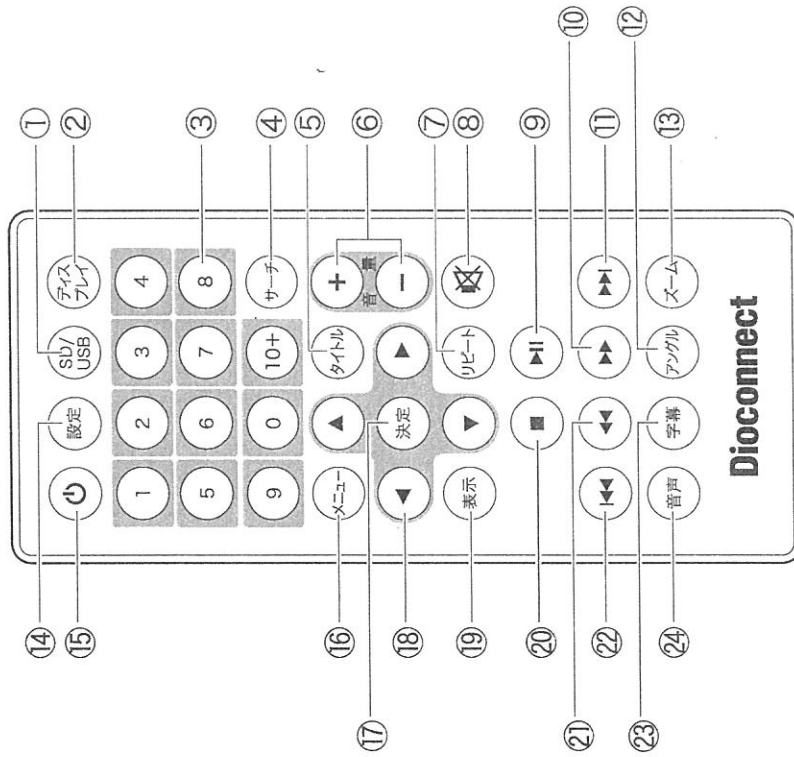 ① ②
⑭ 設定 SD/USB ディスプレイ
⑮
1 2 3 4
5 6 7 8 ③
9 0 10+ サーチ ④
⑯ メニュー タイトル ⑤
+
音量 ⑥
−
⑰ 決定
⑱
⑲ 表示 リピート ⑦
⑧
⑳ ⑨
㉑ ⑩
㉒ ⑪
㉓ ⑫
㉔ 音声 字幕 アングル ズーム ⑬
Dioconnect